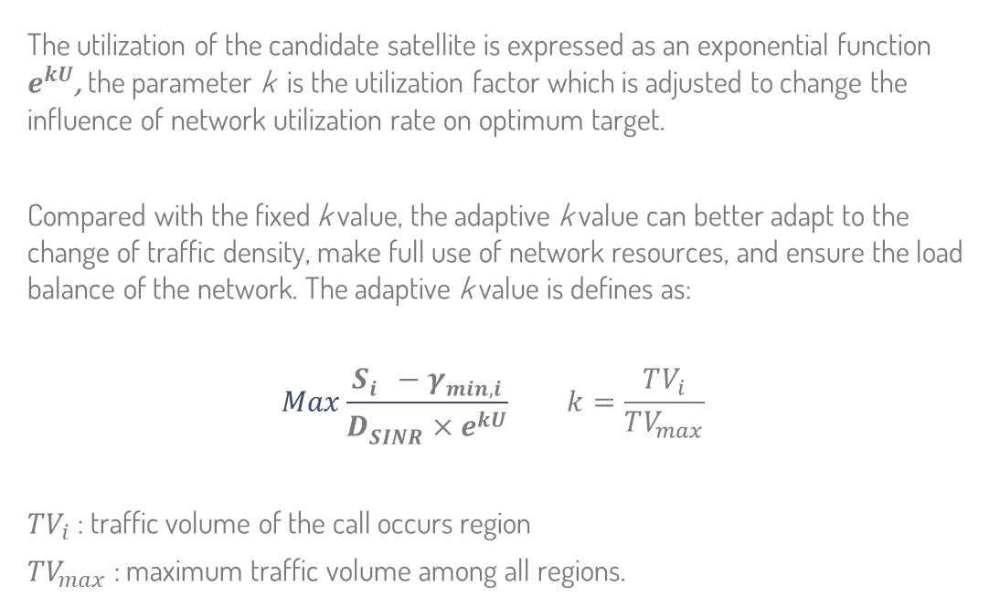 The utilization of the candidate satellite is expressed as an exponential function
e^{kU}, the parameter k is the utilization factor which is adjusted to change the
influence of network utilization rate on optimum target.
Compared with the fixed k value, the adaptive k value can better adapt to the
change of traffic density, make full use of network resources, and ensure the load
balance of the network. The adaptive k value is defines as:
Max \frac{S_i - γ_{min,i}}{D_{SINR} × e^{kU}} k = \frac{TV_i}{TV_{max}}
TV_i : traffic volume of the call occurs region
TV_{max} : maximum traffic volume among all regions.